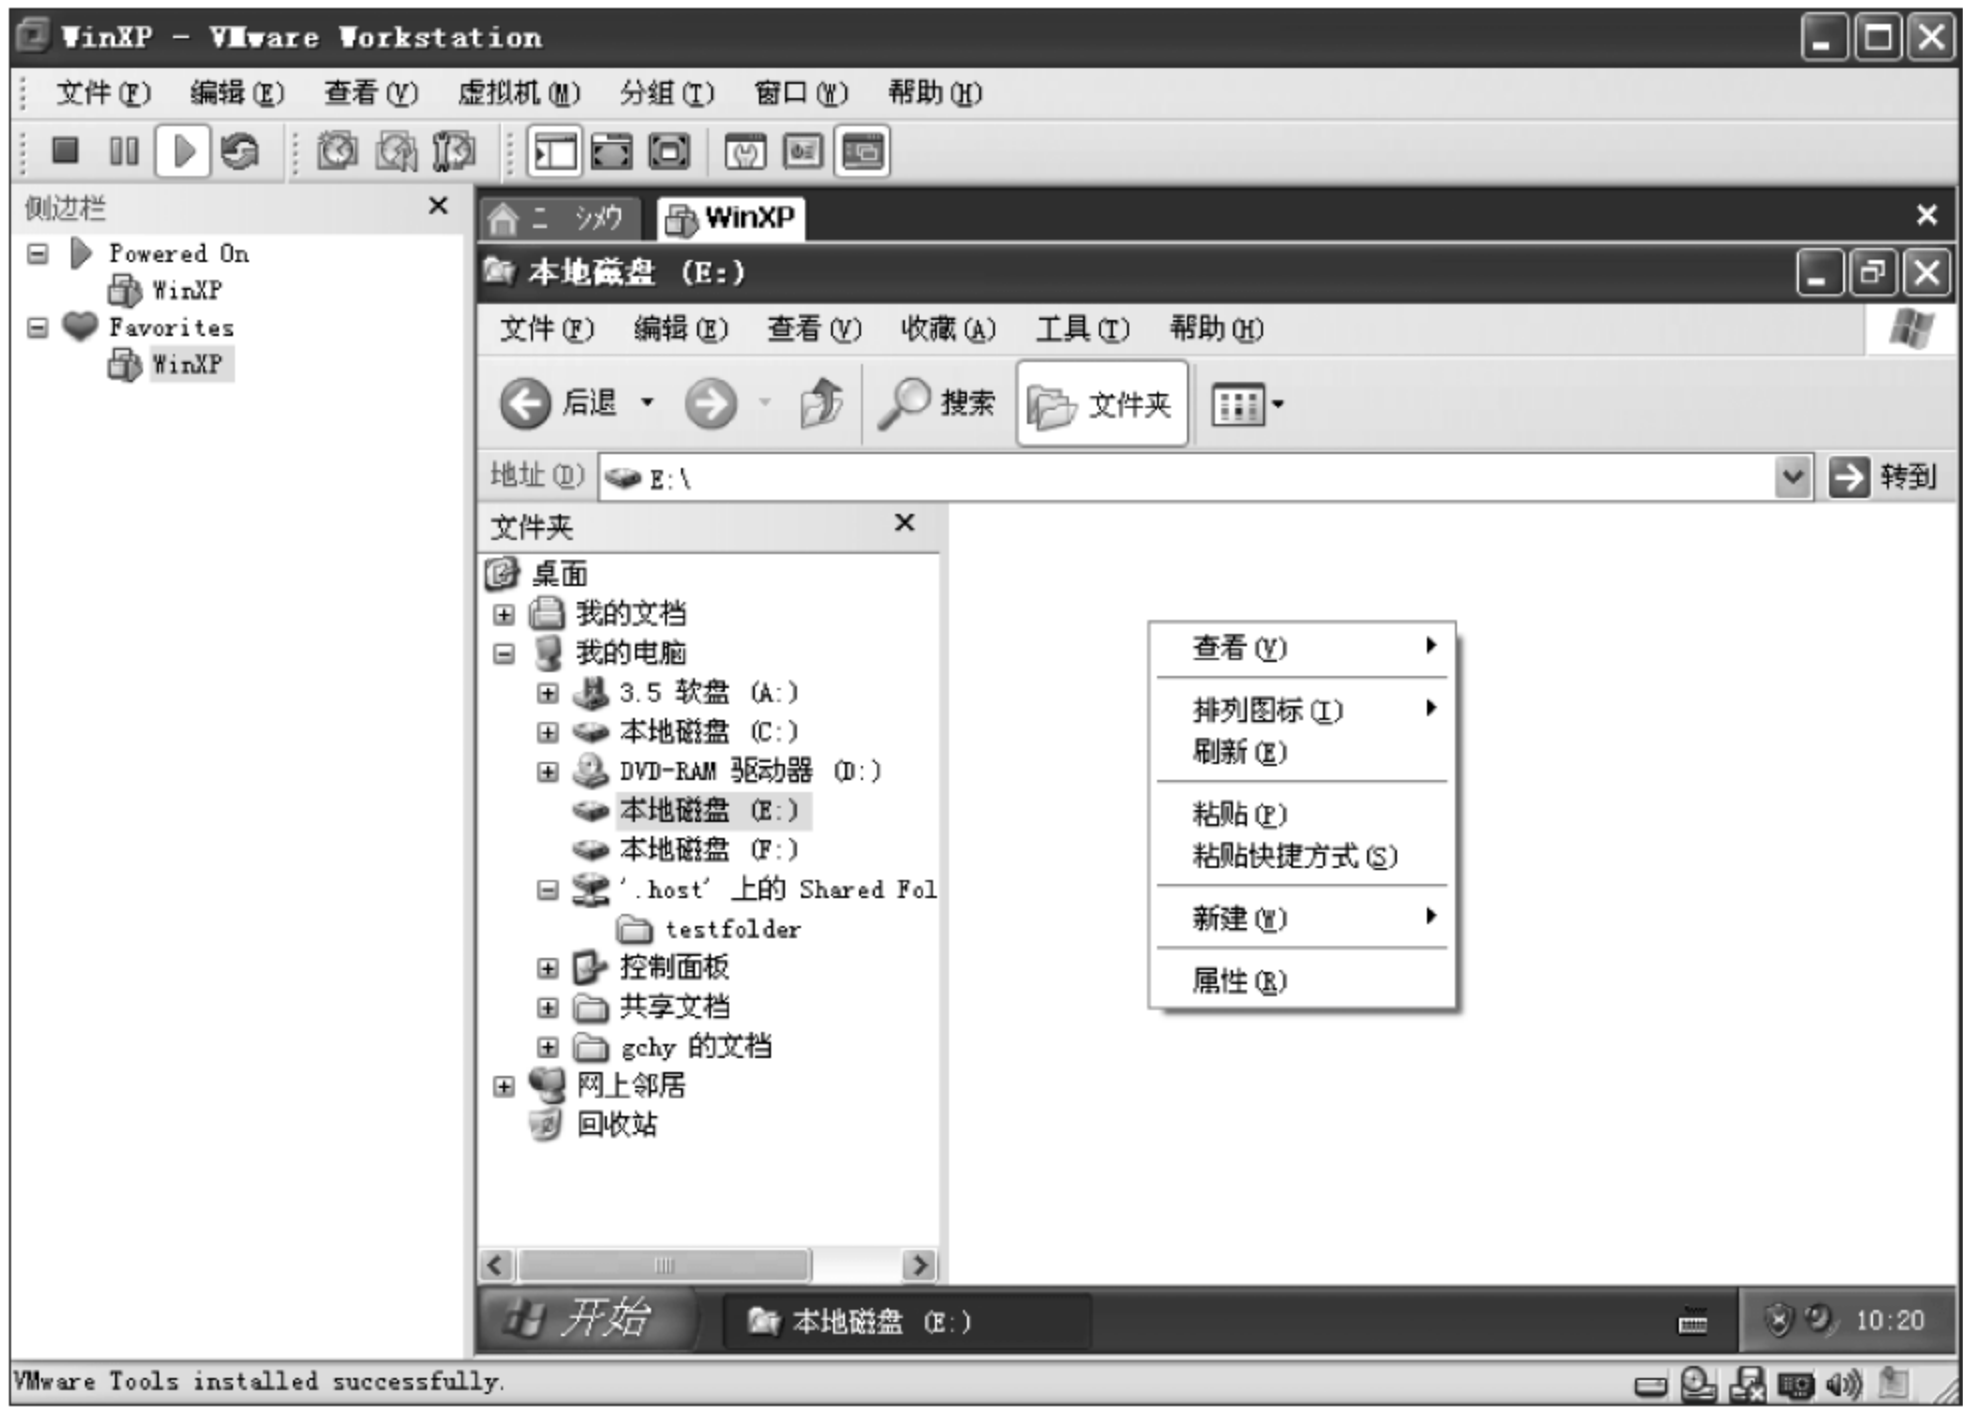 WinXP - VMware Workstation
文件(F) 编辑(E) 查看(V) 虚拟机(M) 分组(T) 窗口(W) 帮助(H)
侧边栏
Powered On
WinXP
Favorites
WinXP
ニ シメウ WinXP
本地磁盘 (E:)
文件(F) 编辑(E) 查看(V) 收藏(A) 工具(T) 帮助(H)
后退 搜索 文件夹
地址(D) E:\ 转到
文件夹
桌面
我的文档
我的电脑
3.5 软盘 (A:)
本地磁盘 (C:)
DVD-RAM 驱动器 (D:)
本地磁盘 (E:)
本地磁盘 (F:)
'.host' 上的 Shared Fol
testfolder
控制面板
共享文档
gchy 的文档
网上邻居
回收站
查看(V)
排列图标(I)
刷新(E)
粘贴(P)
粘贴快捷方式(S)
新建(W)
属性(R)
开始 本地磁盘 (E:) 10:20
VMware Tools installed successfully.